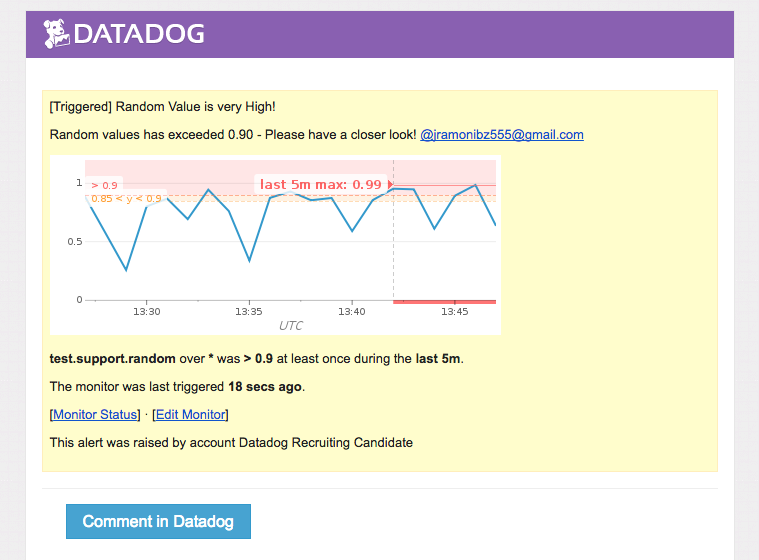 DATADOG
[Triggered] Random Value is very High!
Random values has exceeded 0.90 - Please have a closer look! @jramonibz555@gmail.com
1
> 0.9
last 5m max: 0.99
0.85 < y < 0.9
0.5
0
13:30 13:35 13:40 13:45
UTC
test.support.random over * was > 0.9 at least once during the last 5m.
The monitor was last triggered 18 secs ago.
[Monitor Status] · [Edit Monitor]
This alert was raised by account Datadog Recruiting Candidate
Comment in Datadog